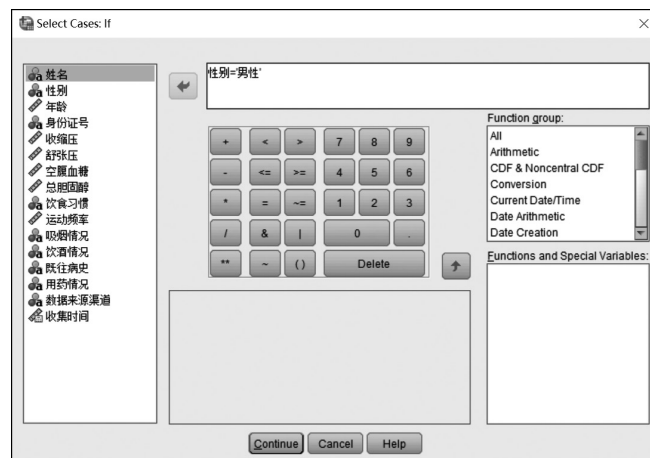 Select Cases: If
姓名
性别
年龄
身份证号
收缩压
舒张压
空腹血糖
总胆固醇
饮食习惯
运动频率
吸烟情况
饮酒情况
既往病史
用药情况
数据来源渠道
收集时间
性别='男性'
+ < > 7 8 9
- <= >= 4 5 6
* = ~= 1 2 3
/ & | 0 .
** ~ () Delete
Function group:
All
Arithmetic
CDF & Noncentral CDF
Conversion
Current Date/Time
Date Arithmetic
Date Creation
Functions and Special Variables:
Continue Cancel Help